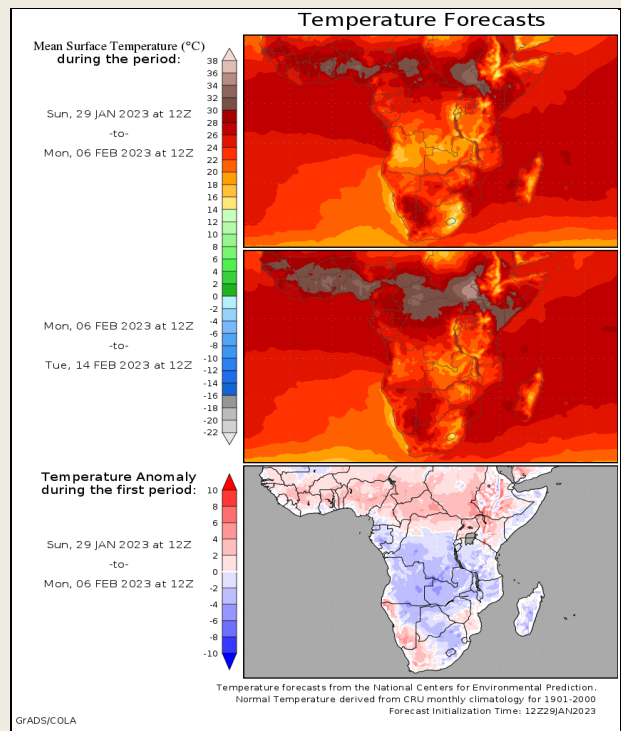 Temperature Forecasts
Mean Surface Temperature (°C)
during the period:
Sun, 29 JAN 2023 at 12Z
-to-
Mon, 06 FEB 2023 at 12Z
38
36
34
32
30
28
26
24
22
20
18
16
14
12
10
8
6
4
2
0
-2
-4
-6
-8
-10
-12
-14
-16
-18
-20
-22
Mon, 06 FEB 2023 at 12Z
-to-
Tue, 14 FEB 2023 at 12Z
Temperature Anomaly
during the first period:
Sun, 29 JAN 2023 at 12Z
-to-
Mon, 06 FEB 2023 at 12Z
10
8
6
4
2
0
-2
-4
-6
-8
-10
Temperature forecasts from the National Centers for Environmental Prediction.
Normal Temperature derived from CRU monthly climatology for 1901-2000
Forecast Initialization Time: 12Z29JAN2023
GrADS/COLA